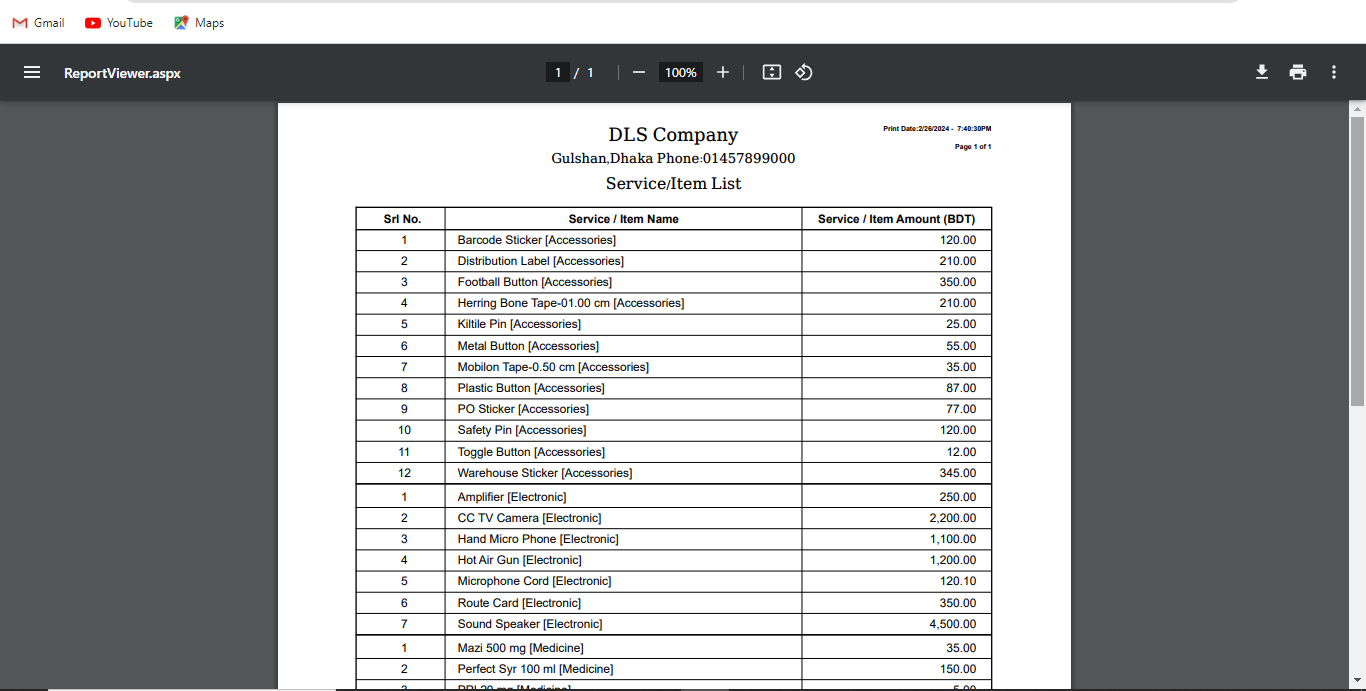 Gmail YouTube Maps
ReportViewer.aspx 1 / 1 100%
Print Date:2/26/2024 - 7:40:30PM
DLS Company
Page 1 of 1
Gulshan,Dhaka Phone:01457899000
Service/Item List
Srl No. Service / Item Name Service / Item Amount (BDT)
1 Barcode Sticker [Accessories] 120.00
2 Distribution Label [Accessories] 210.00
3 Football Button [Accessories] 350.00
4 Herring Bone Tape-01.00 cm [Accessories] 210.00
5 Kiltile Pin [Accessories] 25.00
6 Metal Button [Accessories] 55.00
7 Mobilon Tape-0.50 cm [Accessories] 35.00
8 Plastic Button [Accessories] 87.00
9 PO Sticker [Accessories] 77.00
10 Safety Pin [Accessories] 120.00
11 Toggle Button [Accessories] 12.00
12 Warehouse Sticker [Accessories] 345.00
1 Amplifier [Electronic] 250.00
2 CC TV Camera [Electronic] 2,200.00
3 Hand Micro Phone [Electronic] 1,100.00
4 Hot Air Gun [Electronic] 1,200.00
5 Microphone Cord [Electronic] 120.10
6 Route Card [Electronic] 350.00
7 Sound Speaker [Electronic] 4,500.00
1 Mazi 500 mg [Medicine] 35.00
2 Perfect Syr 100 ml [Medicine] 150.00